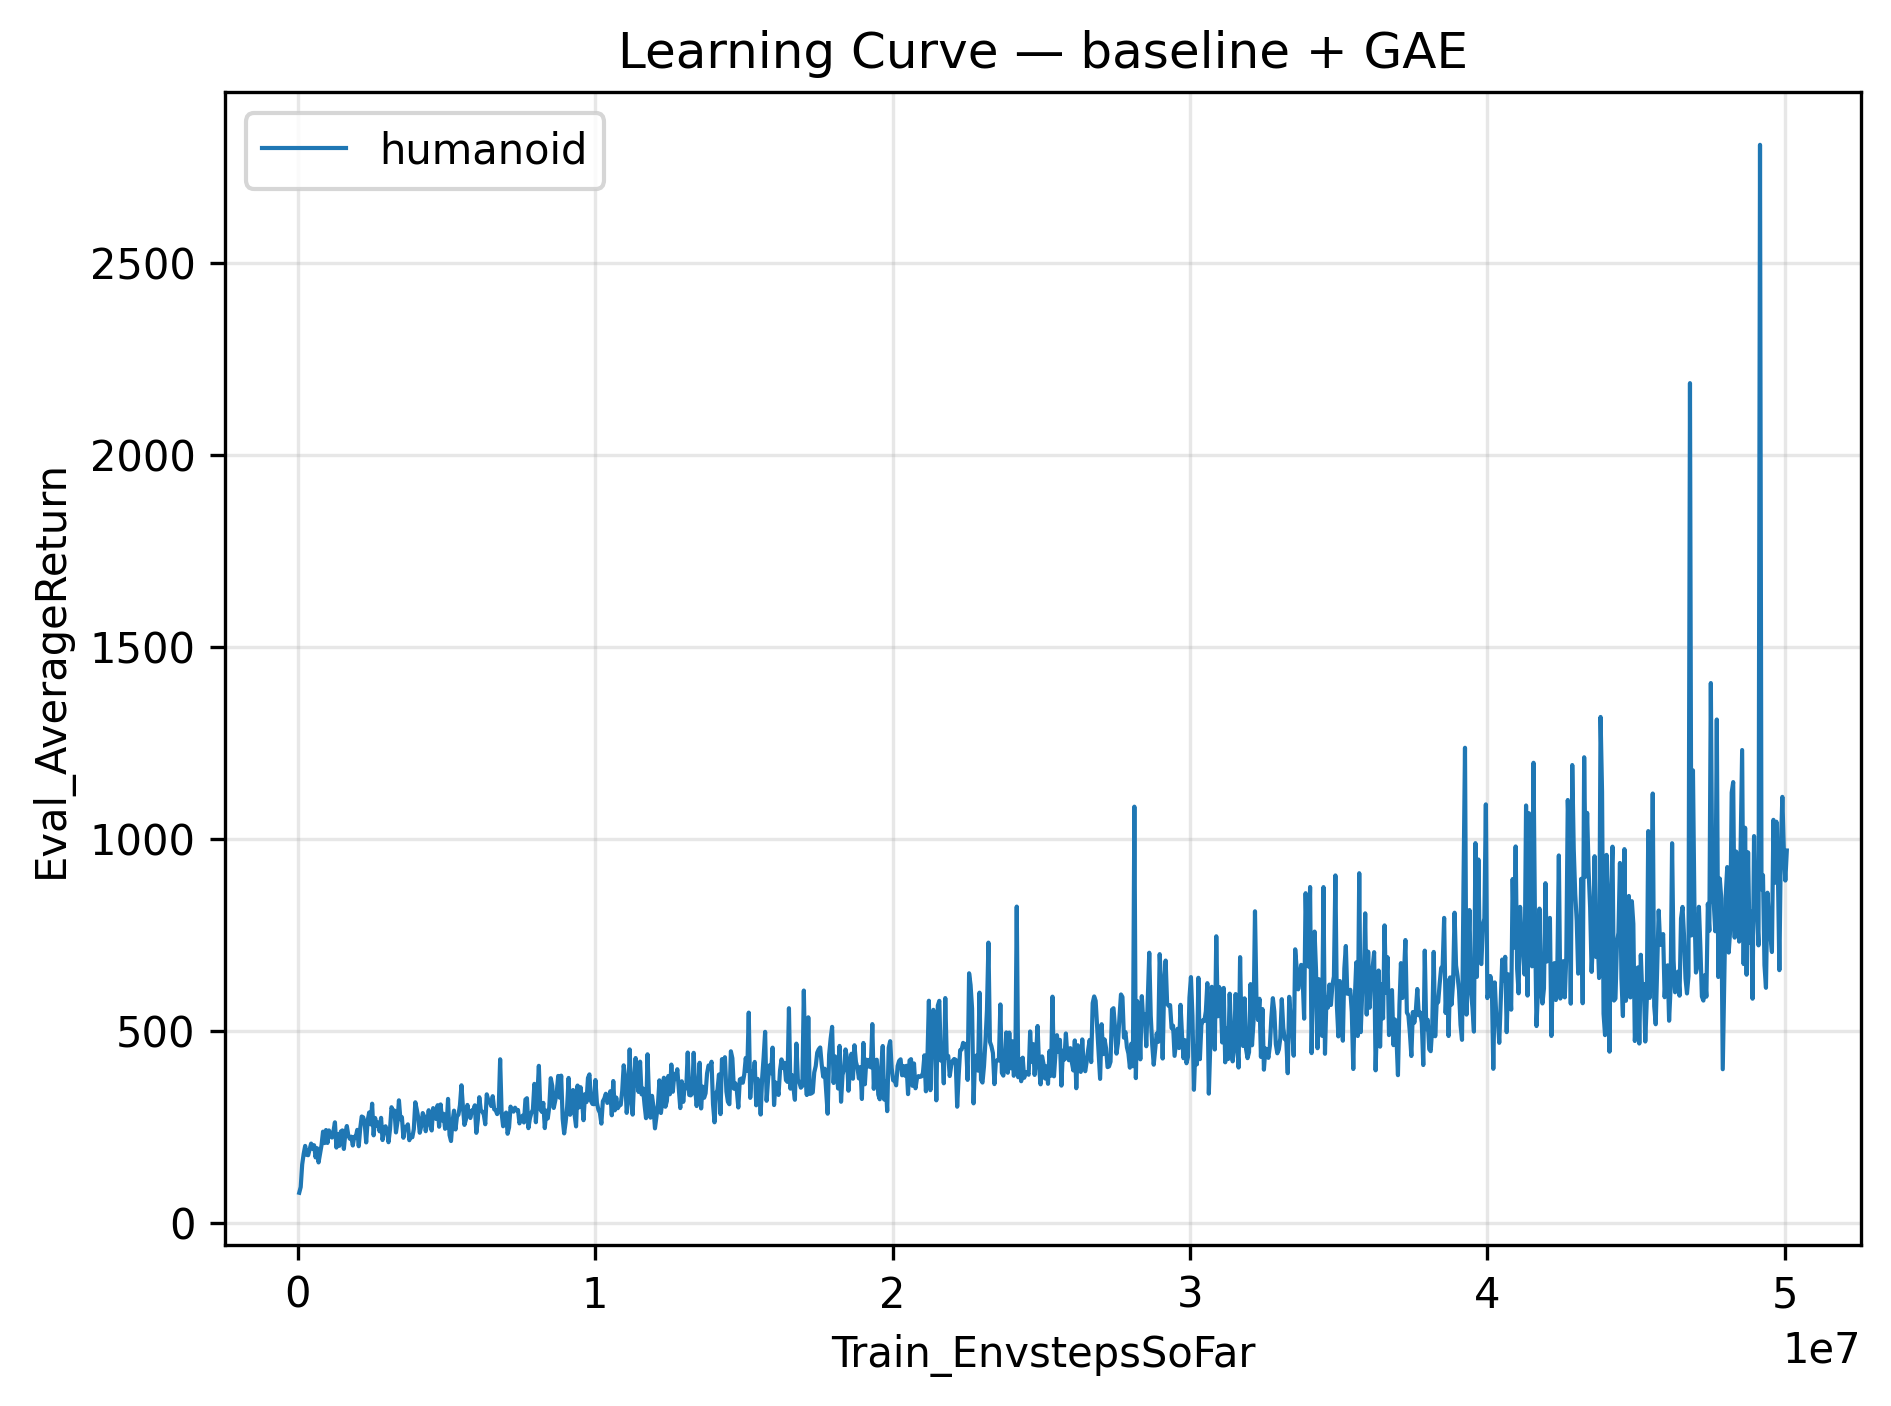 Learning Curve — baseline + GAE
humanoid
Eval_AverageReturn
2500
2000
1500
1000
500
0
0 1 2 3 4 5
1e7
Train_EnvstepsSoFar